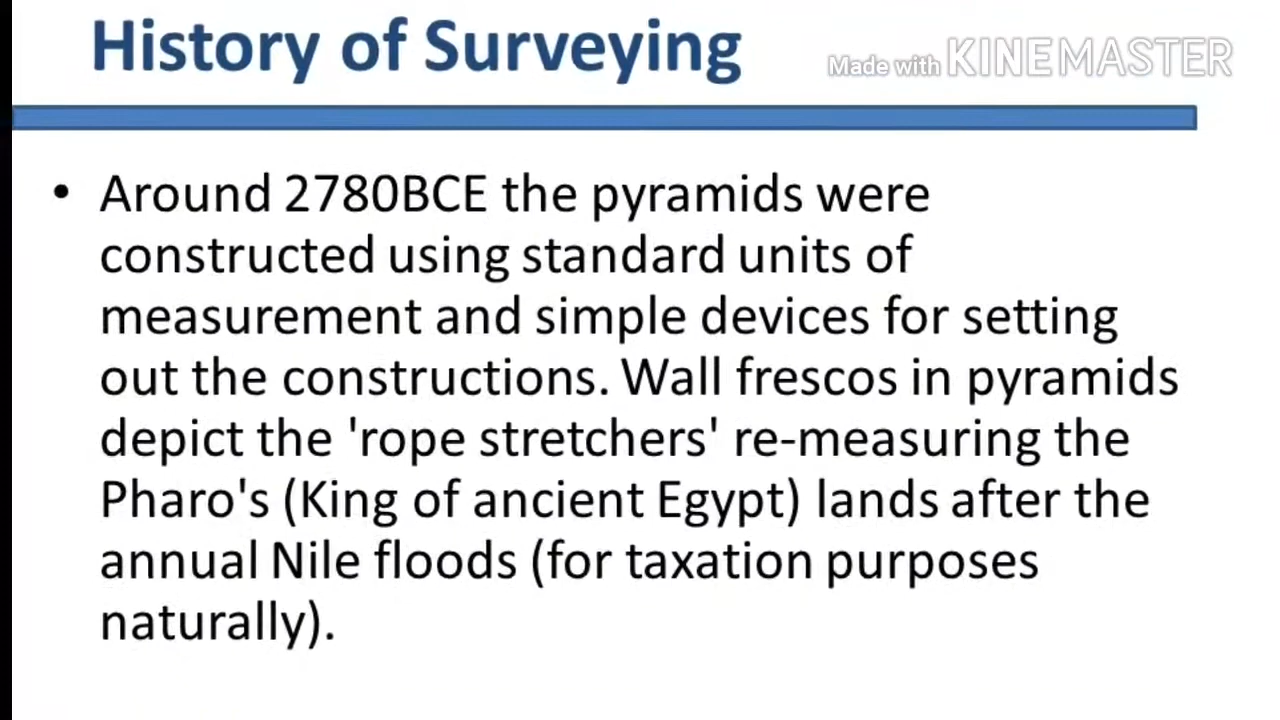 History of Surveying
Made with KINEMASTER
• Around 2780BCE the pyramids were
constructed using standard units of
measurement and simple devices for setting
out the constructions. Wall frescos in pyramids
depict the 'rope stretchers' re-measuring the
Pharo's (King of ancient Egypt) lands after the
annual Nile floods (for taxation purposes
naturally).